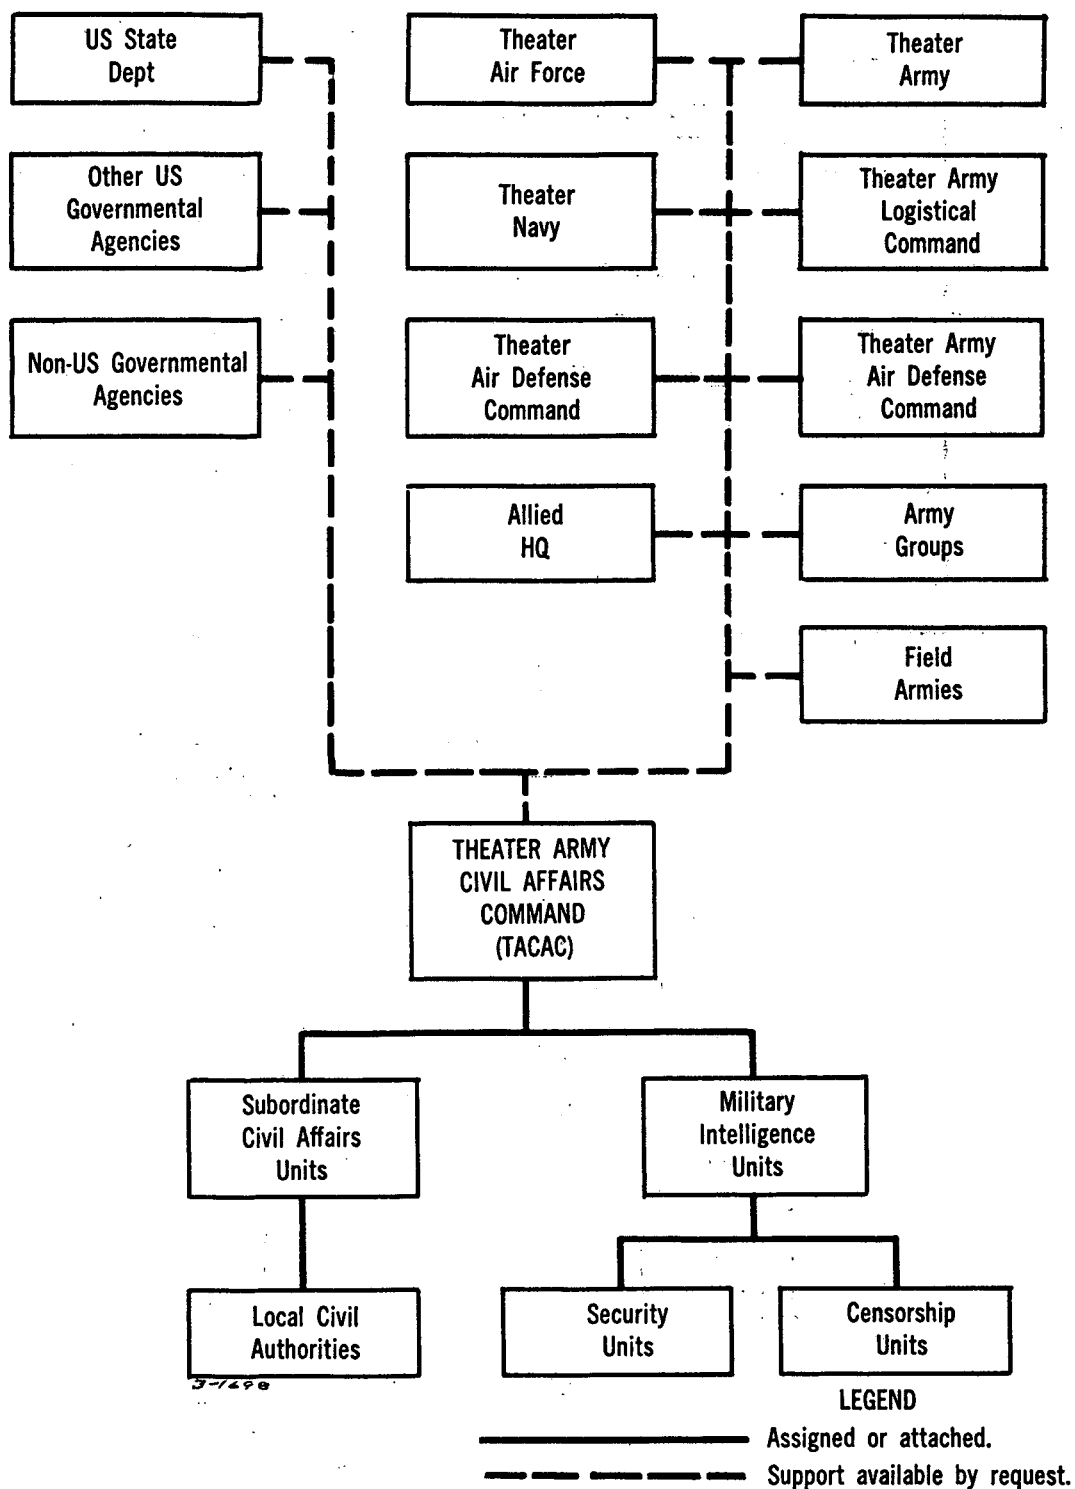 US State
Dept
Theater
Air Force
Theater
Army
Other US
Governmental
Agencies
Theater
Navy
Theater Army
Logistical
Command
Non-US Governmental
Agencies
Theater
Air Defense
Command
Theater Army
Air Defense
Command
Allied
HQ
Army
Groups
Field
Armies
THEATER ARMY
CIVIL AFFAIRS
COMMAND
(TACAC)
Subordinate
Civil Affairs
Units
Military
Intelligence
Units
Local Civil
Authorities
Security
Units
Censorship
Units
3-1698
LEGEND
Assigned or attached.
Support available by request.